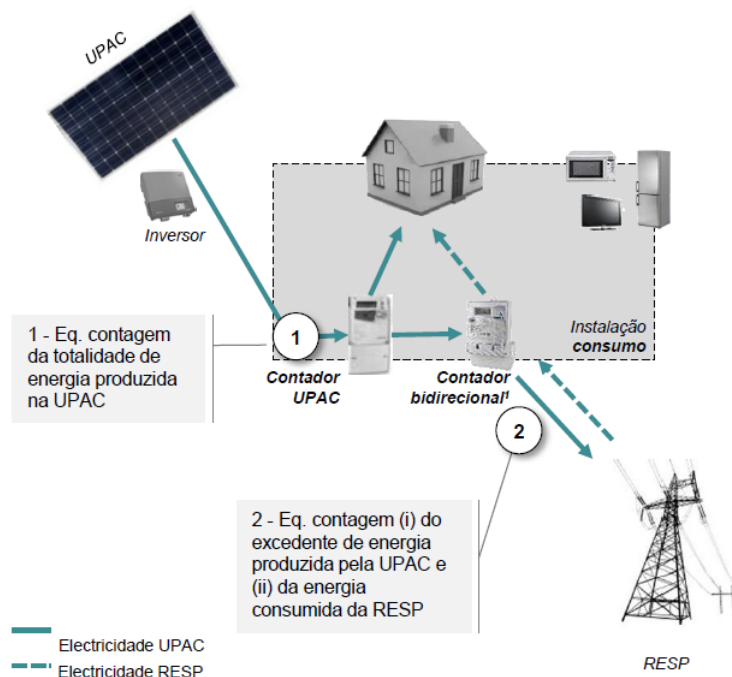 UPAC
Inversor
1 - Eq. contagem
da totalidade de
energia produzida
na UPAC
1
Contador
UPAC
Contador
bidirecional¹
Instalação
consumo
2
2 - Eq. contagem (i) do
excedente de energia
produzida pela UPAC e
(ii) da energia
consumida da RESP
Electricidade UPAC
Electricidade RESP
RESP